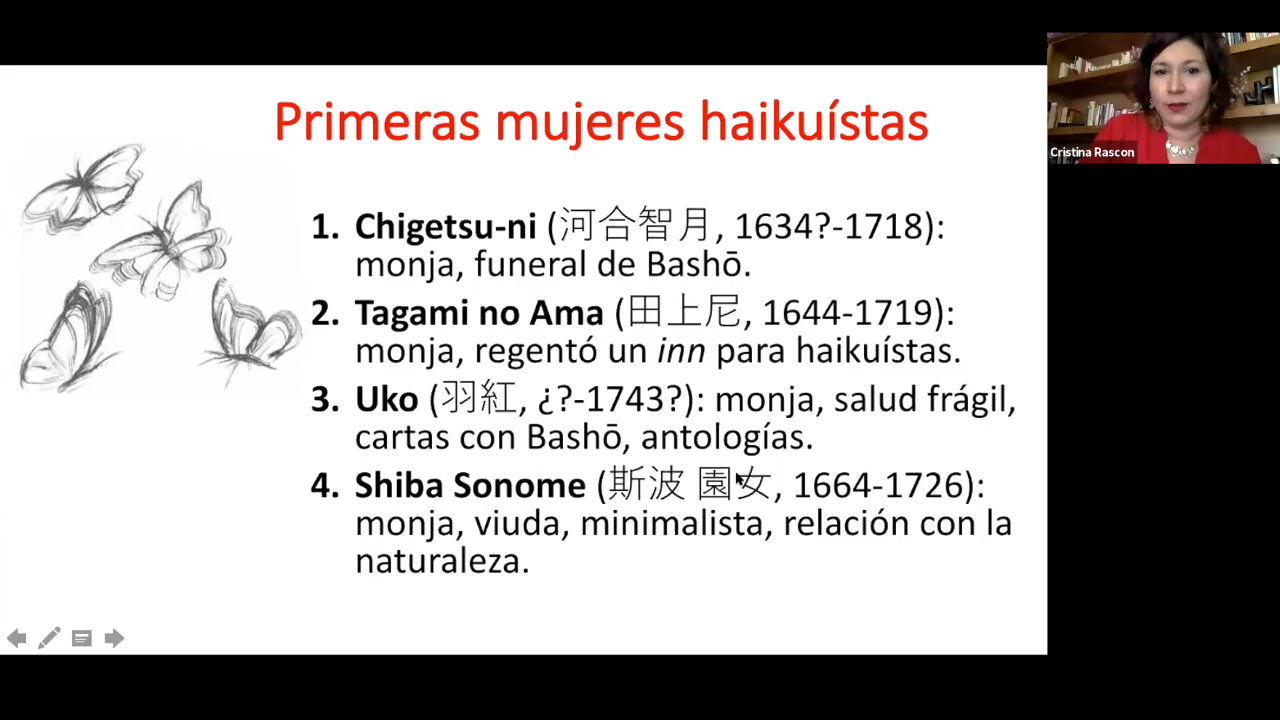 Primeras mujeres haikuístas
Cristina Rascon
1. Chigetsu-ni (河合智月, 1634?-1718):
monja, funeral de Bashō.
2. Tagami no Ama (田上尼, 1644-1719):
monja, regentó un inn para haikuístas.
3. Uko (羽紅, ¿?-1743?): monja, salud frágil,
cartas con Bashō, antologías.
4. Shiba Sonome (斯波 園女, 1664-1726):
monja, viuda, minimalista, relación con la
naturaleza.